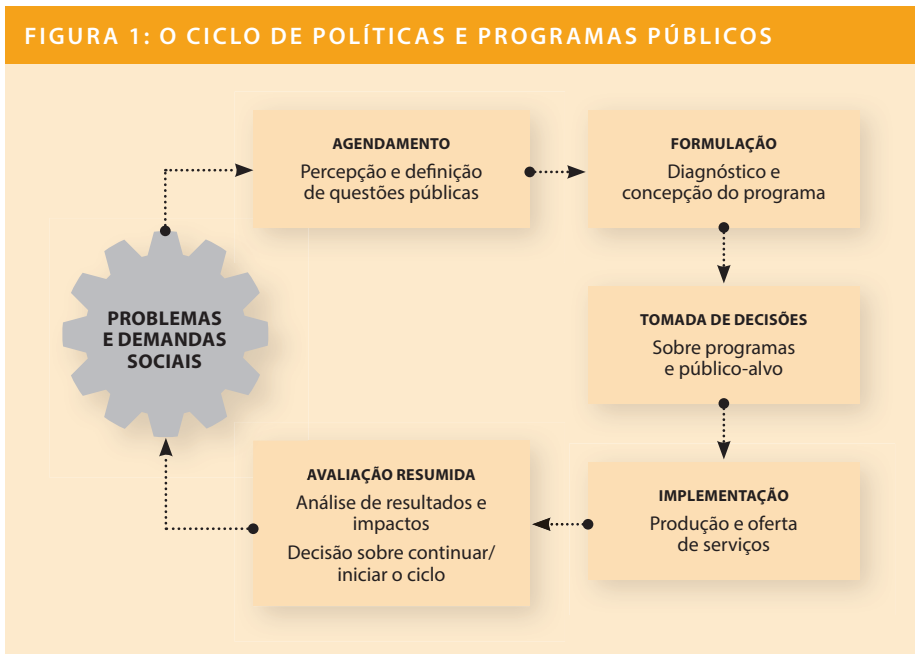 FIGURA 1: O CICLO DE POLÍTICAS E PROGRAMAS PÚBLICOS
AGENDAMENTO
Percepção e definição
de questões públicas
FORMULAÇÃO
Diagnóstico e
concepção do programa
PROBLEMAS
E DEMANDAS
SOCIAIS
TOMADA DE DECISÕES
Sobre programas
e público-alvo
AVALIAÇÃO RESUMIDA
Análise de resultados e
impactos
Decisão sobre continuar/
iniciar o ciclo
IMPLEMENTAÇÃO
Produção e oferta
de serviços